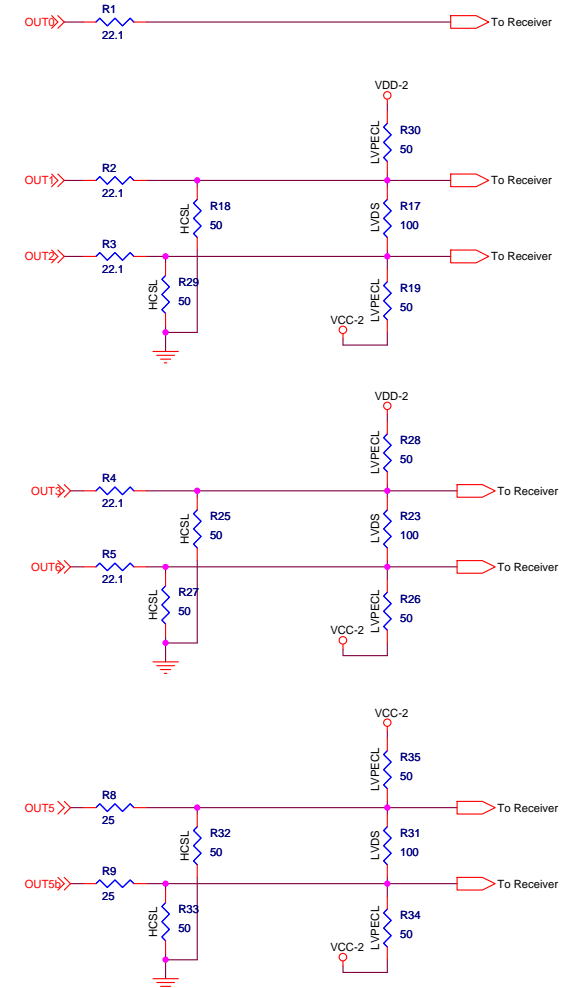 R1
OUT0
22.1
To Receiver
VDD-2
LVPECL
R30
50
R2
OUT1
22.1
To Receiver
HCSL
R18
50
LVDS
R17
100
R3
OUT2
22.1
To Receiver
HCSL
R29
50
LVPECL
R19
50
VCC-2
VDD-2
LVPECL
R28
50
R4
OUT3
22.1
To Receiver
HCSL
R25
50
LVDS
R23
100
R5
OUT6
22.1
To Receiver
HCSL
R27
50
LVPECL
R26
50
VCC-2
VCC-2
LVPECL
R35
50
R8
OUT5
25
To Receiver
HCSL
R32
50
LVDS
R31
100
R9
OUT5b
25
To Receiver
HCSL
R33
50
LVPECL
R34
50
VCC-2